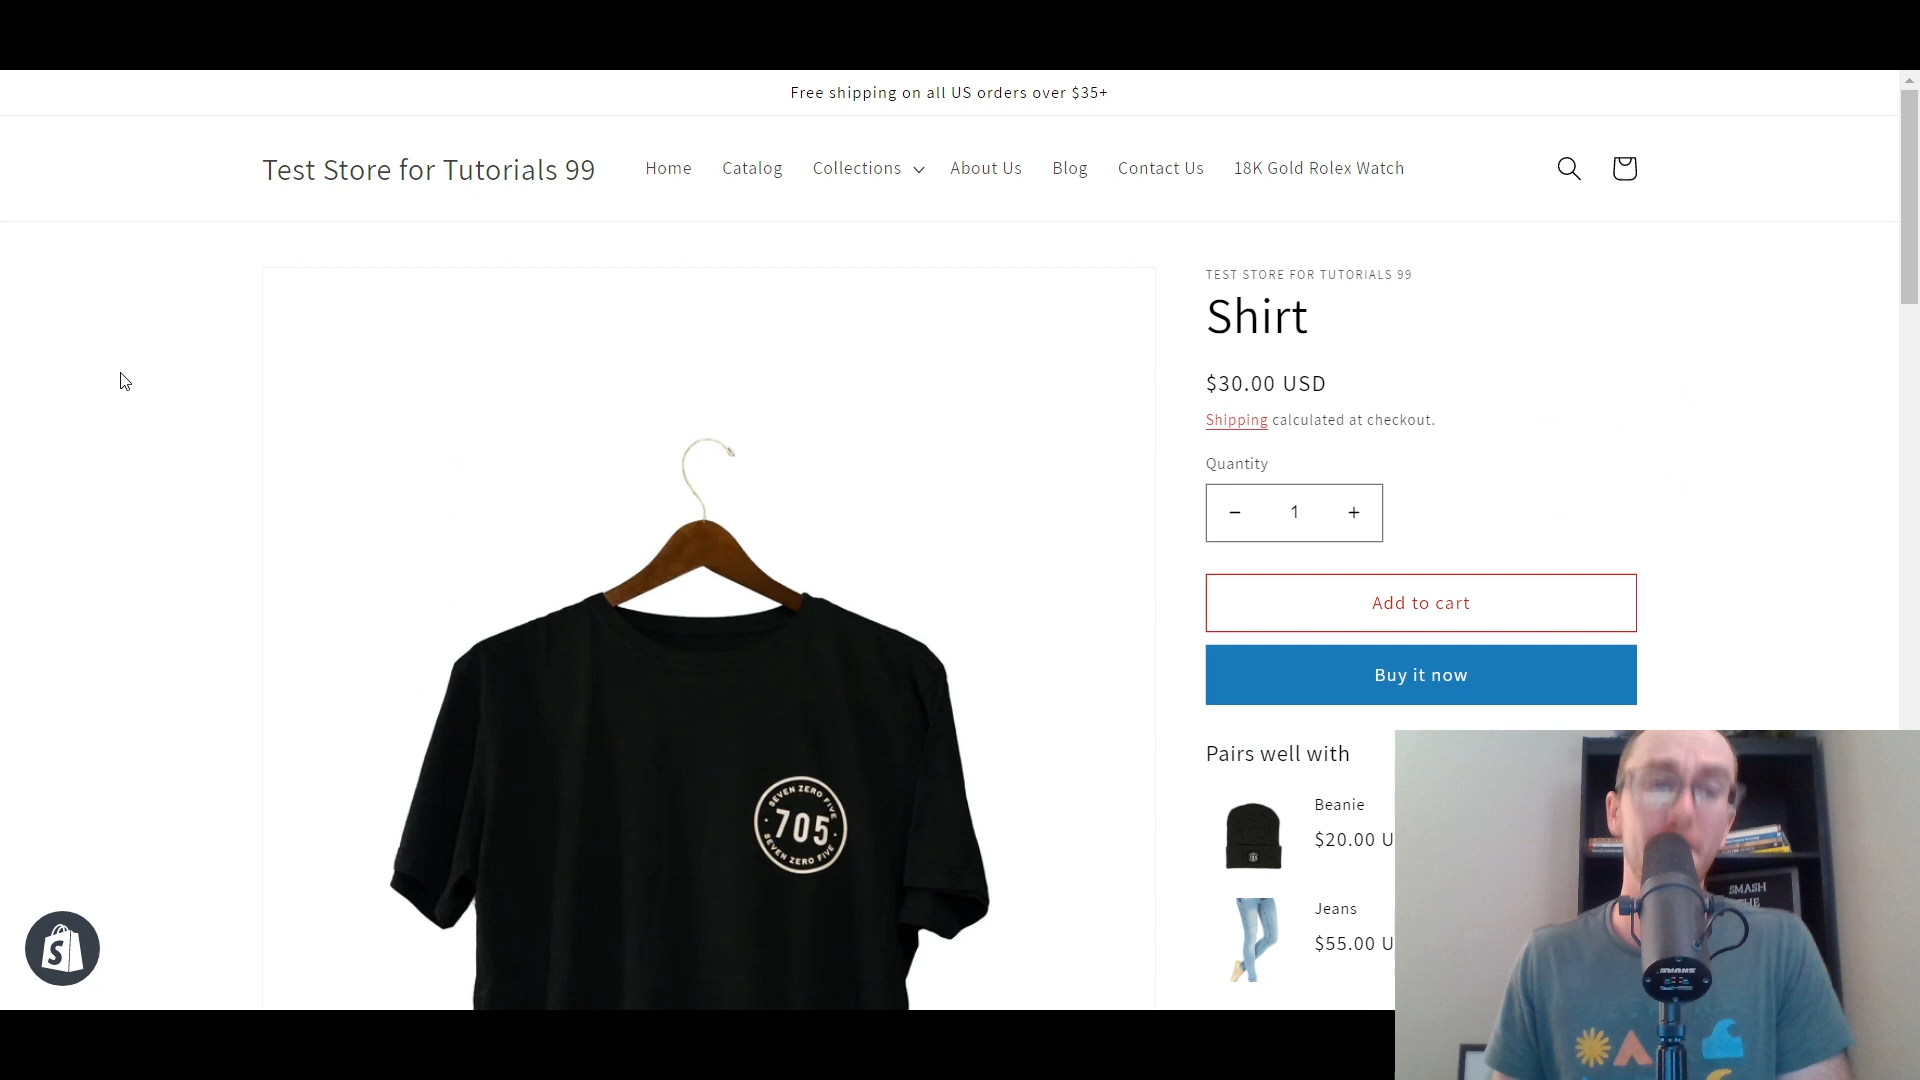 Free shipping on all US orders over $35+
Test Store for Tutorials 99
Home
Catalog
Collections
About Us
Blog
Contact Us
18K Gold Rolex Watch
TEST STORE FOR TUTORIALS 99
Shirt
$30.00 USD
Shipping calculated at checkout.
Quantity
− 1 +
Add to cart
Buy it now
Pairs well with
Beanie
$20.00 U
Jeans
$55.00 U
SEVEN ZERO FIVE
705
SEVEN ZERO FIVE
S
SMASH
THE
SHURE